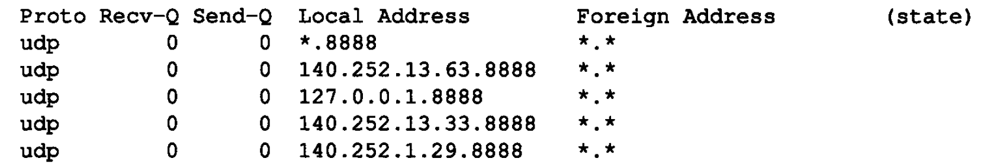 Proto Recv-Q Send-Q Local Address Foreign Address (state)
udp 0 0 *.8888 *.*
udp 0 0 140.252.13.63.8888 *.*
udp 0 0 127.0.0.1.8888 *.*
udp 0 0 140.252.13.33.8888 *.*
udp 0 0 140.252.1.29.8888 *.*